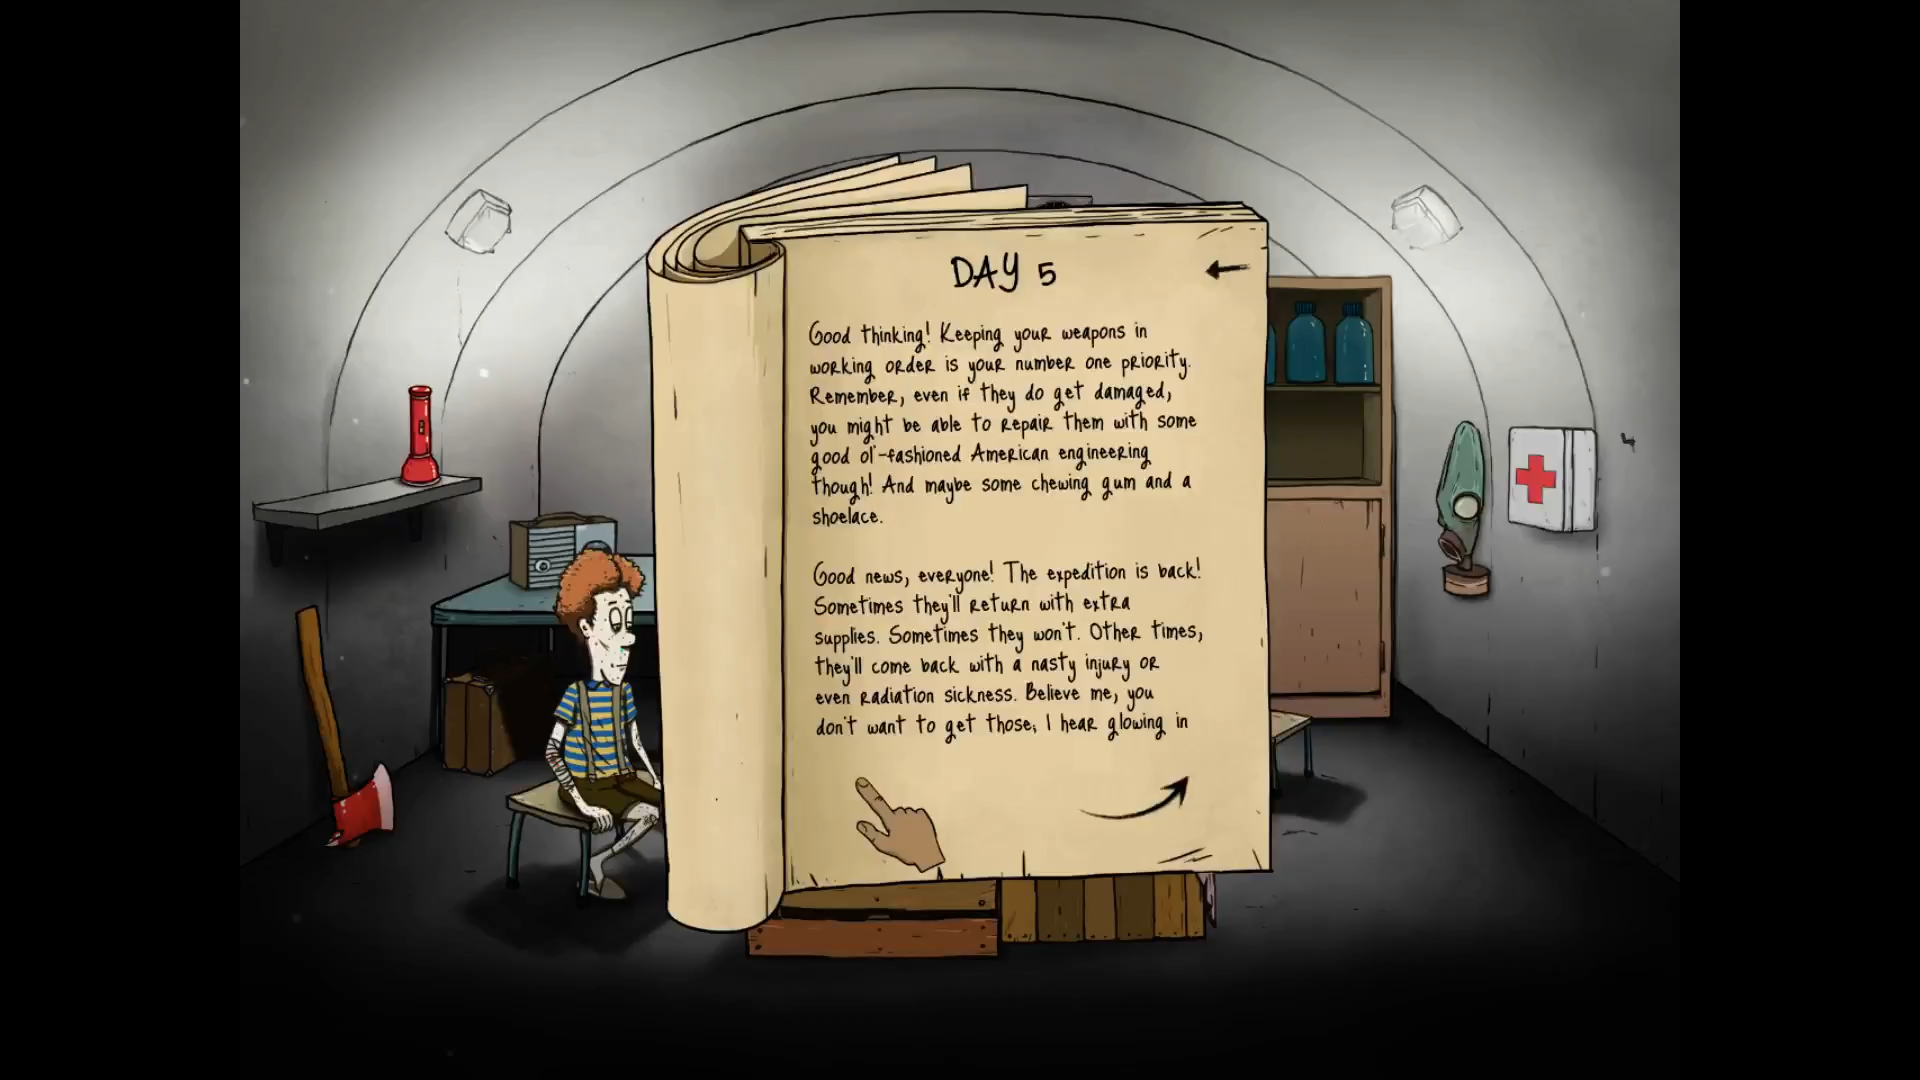 DAY 5
Good thinking! Keeping your weapons in
working order is your number one priority.
Remember, even if they do get damaged,
you might be able to repair them with some
good ol'-fashioned American engineering
though! And maybe some chewing gum and a
shoelace.
Good news, everyone! The expedition is back!
Sometimes they'll return with extra
supplies. Sometimes they won't. Other times,
they'll come back with a nasty injury or
even radiation sickness. Believe me, you
don't want to get those; I hear glowing in